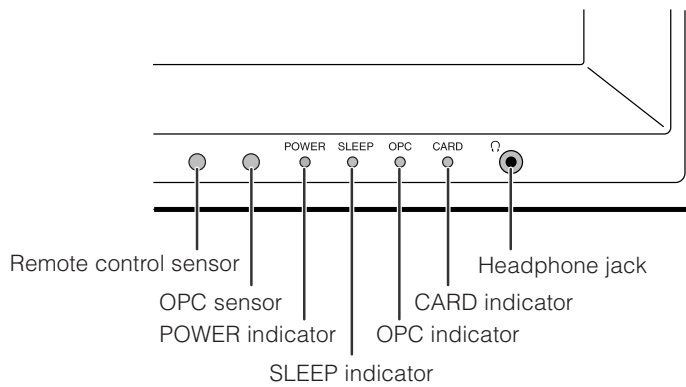 POWER SLEEP OPC CARD
Remote control sensor
Headphone jack
OPC sensor
CARD indicator
POWER indicator
OPC indicator
SLEEP indicator